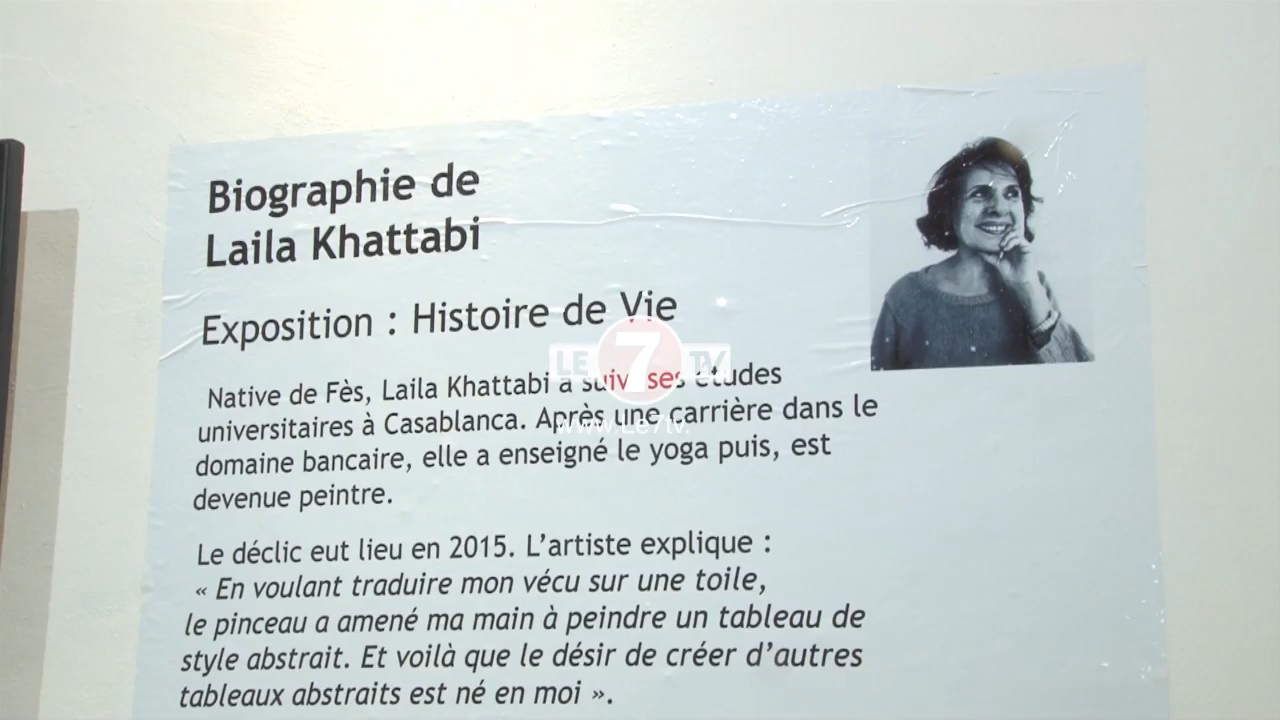 Biographie de
Laila Khattabi
Exposition : Histoire de Vie
Native de Fès, Laila Khattabi a suivi ses études
universitaires à Casablanca. Après une carrière dans le
domaine bancaire, elle a enseigné le yoga puis, est
devenue peintre.
Le déclic eut lieu en 2015. L’artiste explique :
« En voulant traduire mon vécu sur une toile,
le pinceau a amené ma main à peindre un tableau de
style abstrait. Et voilà que le désir de créer d’autres
tableaux abstraits est né en moi ».
LE 7 TV
www.Le7tv.